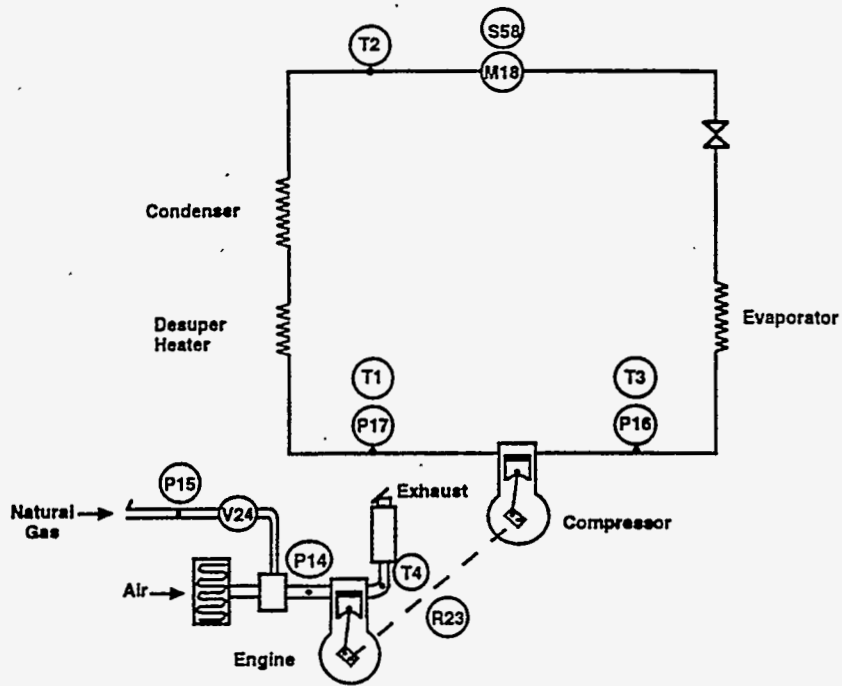 T2
S58
M18
Condenser
Desuper
Heater
Evaporator
T1
T3
P17
P16
P15
Exhaust
Natural
Gas
V24
Compressor
P14
T4
Air
R23
Engine